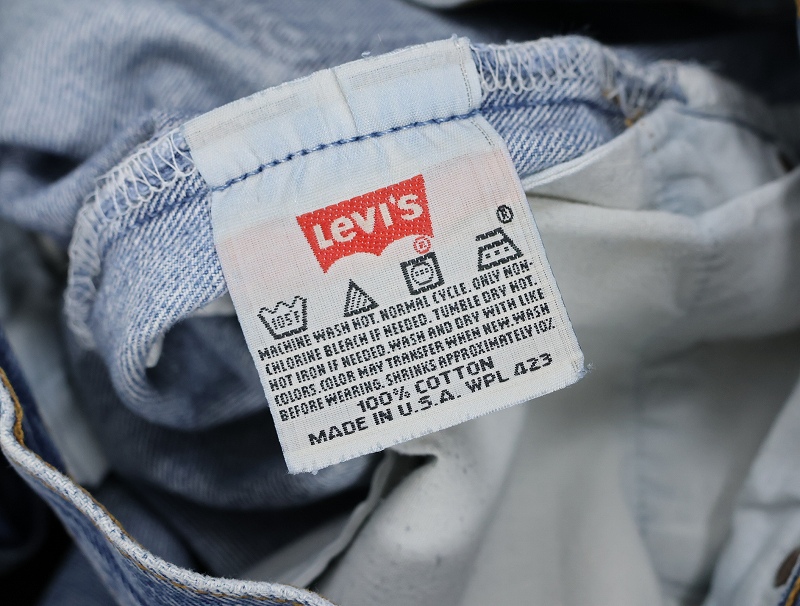 LEVI'S
®
®
MACHINE WASH HOT, NORMAL CYCLE. ONLY NON-
CHLORINE BLEACH IF NEEDED. TUMBLE DRY HOT.
HOT IRON IF NEEDED. WASH AND DRY WITH LIKE
COLORS. COLOR MAY TRANSFER WHEN NEW. WASH
BEFORE WEARING. SHRINKS APPROXIMATELY 10%
100% COTTON
MADE IN U.S.A. WPL 423